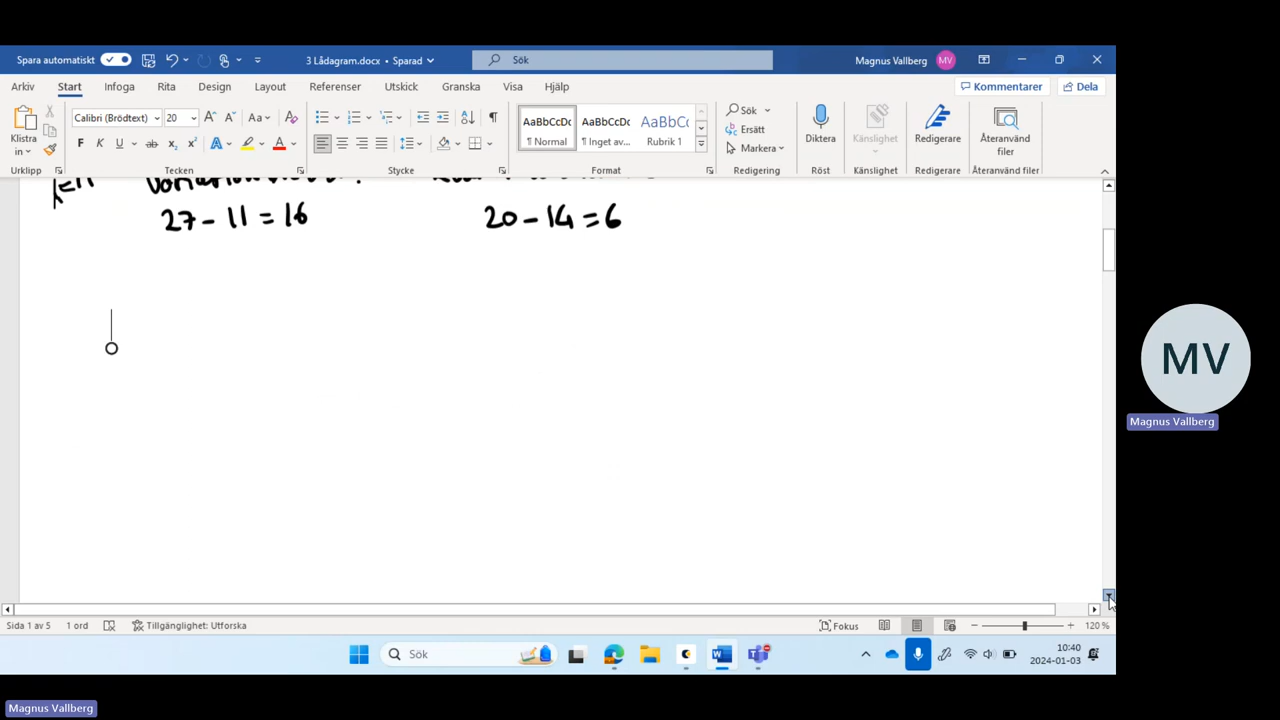 Spara automatiskt
3 Lådagram.docx • Sparad
Sök
Magnus Vallberg
MV
Arkiv Start Infoga Rita Design Layout Referenser Utskick Granska Visa Hjälp
Kommentarer
Dela
Klistra in
Calibri (Brödtext) 20
F K U
AaBbCcDc AaBbCcDc AaBbCc
¶ Normal ¶ Inget av... Rubrik 1
Sök
Ersätt
Markera
Diktera
Känslighet
Redigerare
Återanvänd filer
Urklipp Tecken Stycke Format Redigering Röst Känslighet Redigerare Återanvänd filer
27 - 11 = 16
20 - 14 = 6
MV
Magnus Vallberg
Sida 1 av 5 1 ord Tillgänglighet: Utforska
Fokus
120 %
Sök
10:40
2024-01-03
Magnus Vallberg